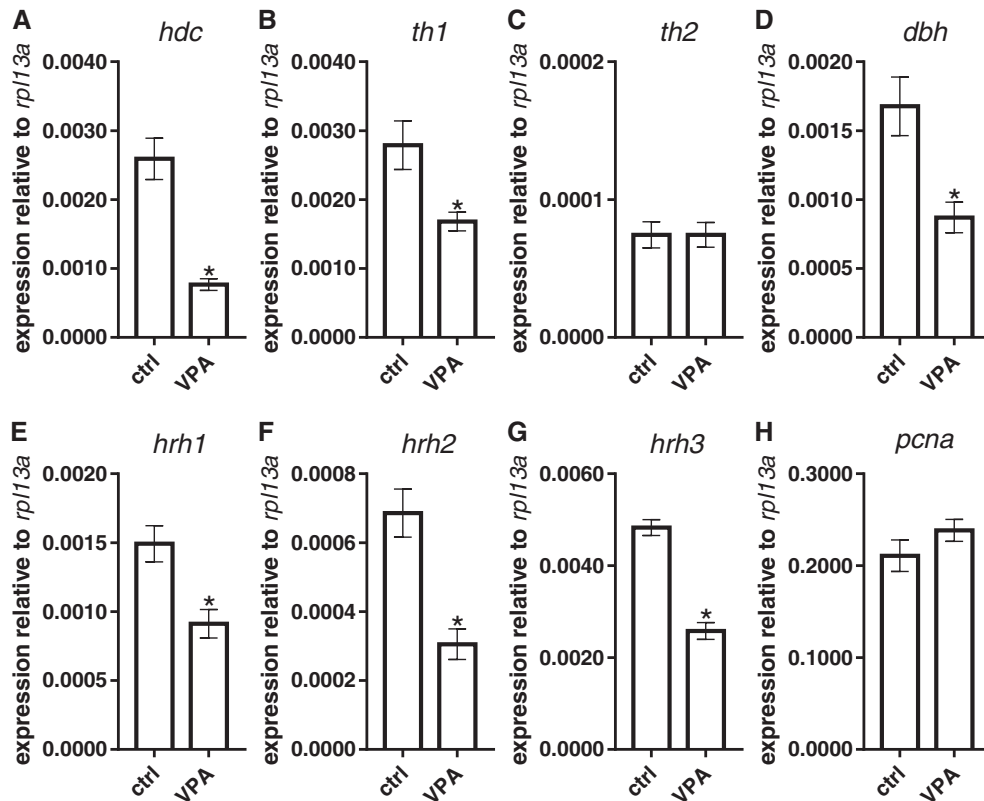 A
hdc
expression relative to rpl13a
0.0040
0.0030
0.0020
0.0010
0.0000
*
ctrl
VPA
B
th1
expression relative to rpl13a
0.0040
0.0030
0.0020
0.0010
0.0000
*
ctrl
VPA
C
th2
expression relative to rpl13a
0.0002
0.0001
0.0000
ctrl
VPA
D
dbh
expression relative to rpl13a
0.0020
0.0015
0.0010
0.0005
0.0000
*
ctrl
VPA
E
hrh1
expression relative to rpl13a
0.0020
0.0015
0.0010
0.0005
0.0000
*
ctrl
VPA
F
hrh2
expression relative to rpl13a
0.0008
0.0006
0.0004
0.0002
0.0000
*
ctrl
VPA
G
hrh3
expression relative to rpl13a
0.0060
0.0040
0.0020
0.0000
*
ctrl
VPA
H
pcna
expression relative to rpl13a
0.3000
0.2000
0.1000
0.0000
ctrl
VPA